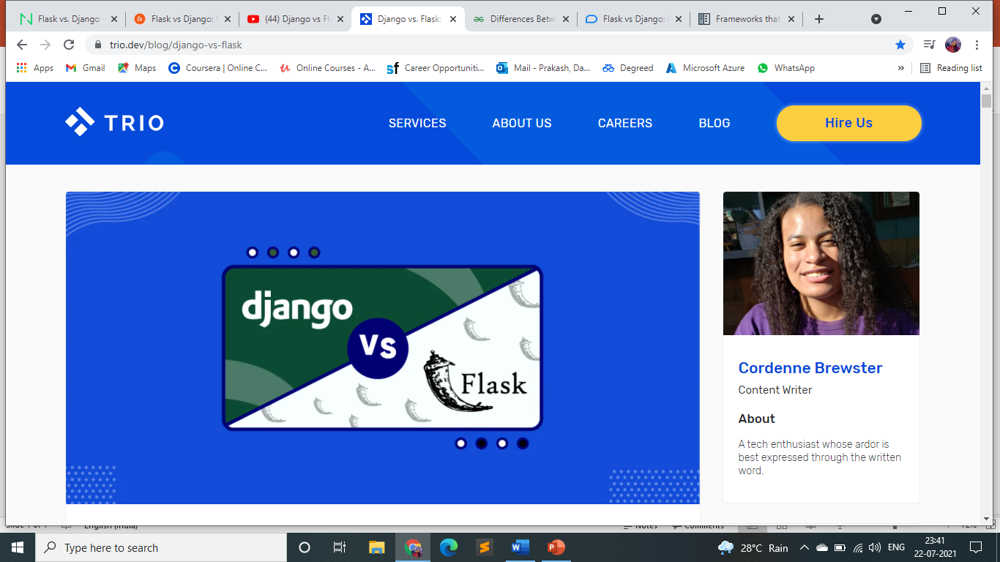 Flask vs. Django
Flask vs Django:
(44) Django vs Fl
Django vs. Flask:
Differences Betw
Flask vs Django:
Frameworks that
trio.dev/blog/django-vs-flask
Apps
Gmail
Maps
Coursera | Online C...
Online Courses - A...
Career Opportuniti...
Mail - Prakash, Da...
Degreed
Microsoft Azure
WhatsApp
»
Reading list
TRIO
SERVICES
ABOUT US
CAREERS
BLOG
Hire Us
django
Vs
Flask
Cordenne Brewster
Content Writer
About
A tech enthusiast whose ardor is
best expressed through the written
word.
English (India)
Notes
Comments
Type here to search
28°C Rain
ENG
23:41
22-07-2021